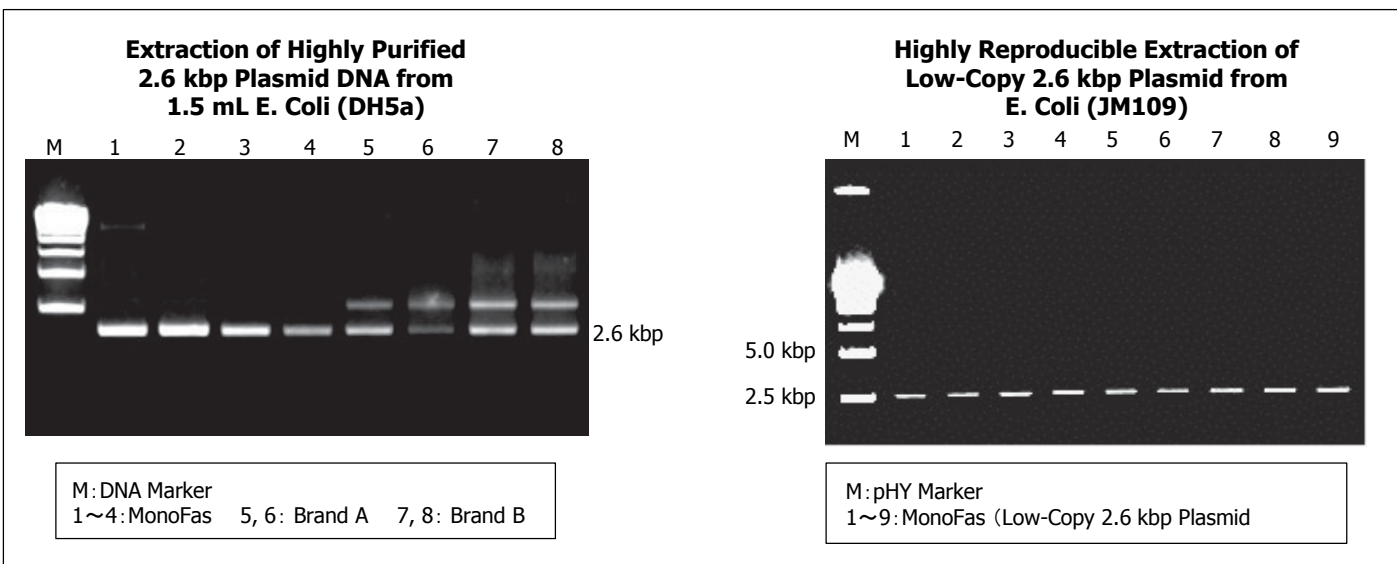 Extraction of Highly Purified
2.6 kbp Plasmid DNA from
1.5 mL E. Coli (DH5a)
M 1 2 3 4 5 6 7 8
2.6 kbp
M:DNA Marker
1～4:MonoFas 5, 6: Brand A 7, 8: Brand B
Highly Reproducible Extraction of
Low-Copy 2.6 kbp Plasmid from
E. Coli (JM109)
M 1 2 3 4 5 6 7 8 9
5.0 kbp
2.5 kbp
M:pHY Marker
1～9:MonoFas (Low-Copy 2.6 kbp Plasmid